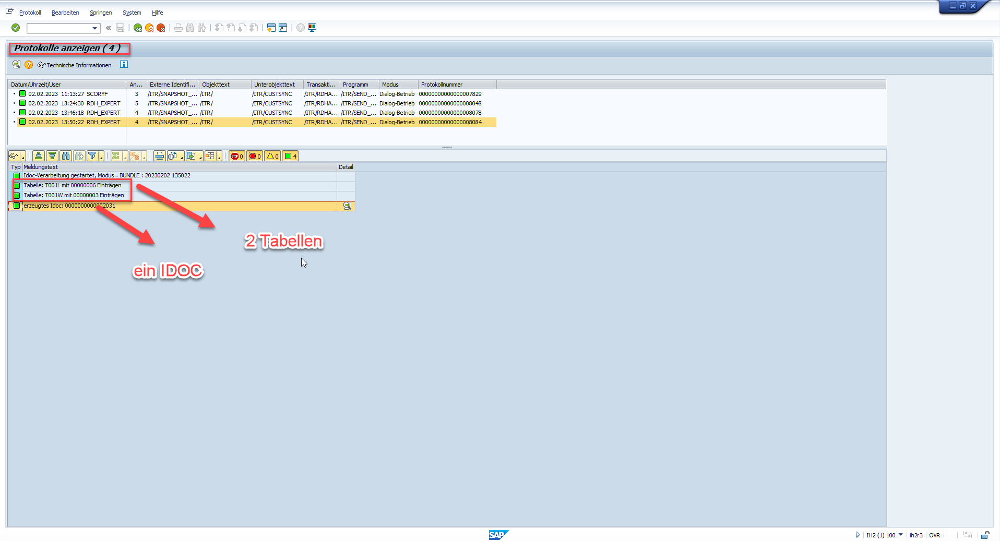 Protokoll Bearbeiten Springen System Hilfe
Protokolle anzeigen ( 4 )
Technische Informationen
Datum/Uhrzeit/User An... Externe Identifi... Objekttext Unterobjekttext Transakti... Programm Modus Protokollnummer
02.02.2023 11:13:27 SCORYF 3 /ITR/SNAPSHOT_... /ITR/ /ITR/CUSTSYNC /ITR/RDHA... /ITR/SEND_... Dialog-Betrieb 00000000000000007829
02.02.2023 13:24:30 RDH_EXPERT 5 /ITR/SNAPSHOT_... /ITR/ /ITR/CUSTSYNC /ITR/RDHA... /ITR/SEND_... Dialog-Betrieb 00000000000000008048
02.02.2023 13:46:18 RDH_EXPERT 4 /ITR/SNAPSHOT_... /ITR/ /ITR/CUSTSYNC /ITR/RDHA... /ITR/SEND_... Dialog-Betrieb 00000000000000008078
02.02.2023 13:50:22 RDH_EXPERT 4 /ITR/SNAPSHOT_... /ITR/ /ITR/CUSTSYNC /ITR/RDHA... /ITR/SEND_... Dialog-Betrieb 00000000000000008084
STOP 0 0 0 4
Typ Meldungstext Detail
Idoc-Verarbeitung gestartet, Modus= BUNDLE : 20230202 135022
Tabelle: T001L mit 00000006 Einträgen
Tabelle: T001W mit 00000003 Einträgen
erzeugtes Idoc: 0000000000002031
2 Tabellen
ein IDOC
SAP
IH2 (1) 100 ih2r3 OVR